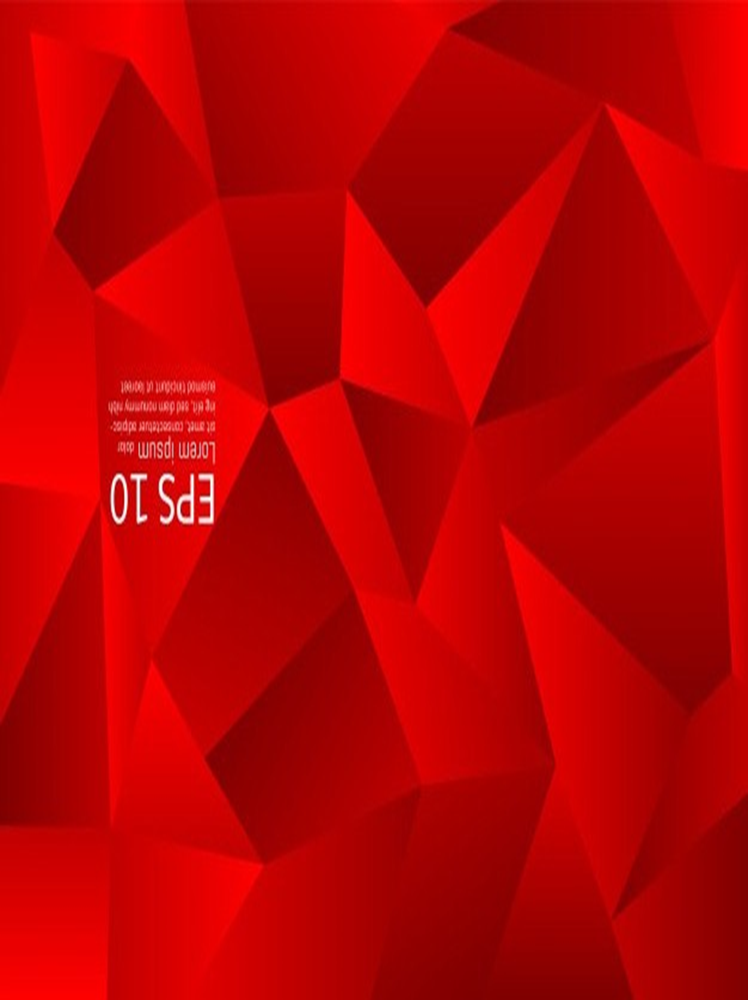 EPS 10
Lorem ipsum dolor
sit amet, consectetuer adipisc-
ing elit, sed diam nonummy nibh
euismod tincidunt ut laoreet